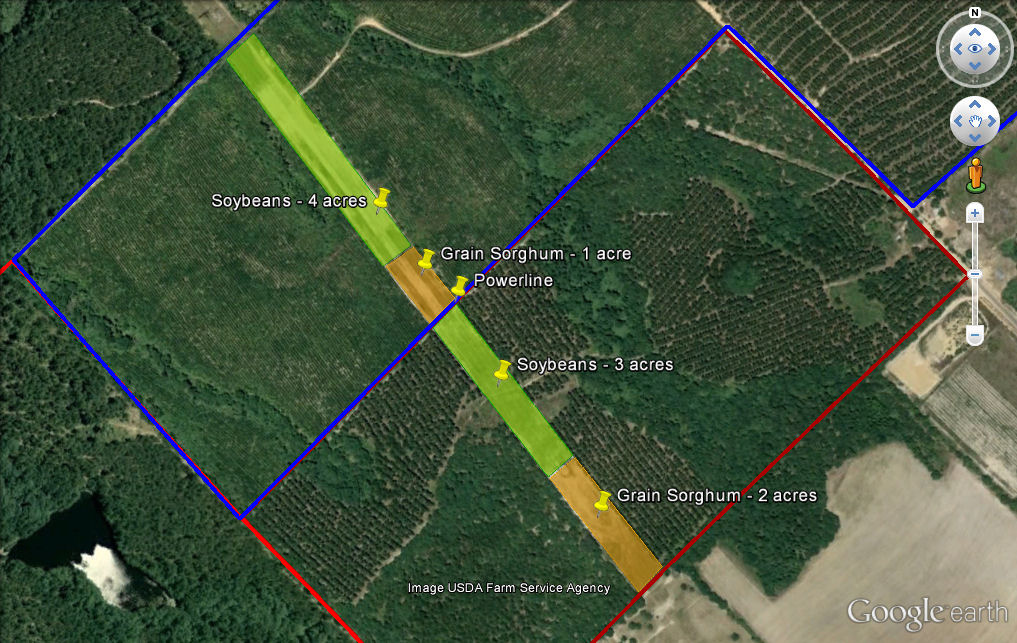 N
Soybeans - 4 acres
Grain Sorghum - 1 acre
Powerline
Soybeans - 3 acres
Grain Sorghum - 2 acres
Image USDA Farm Service Agency
Google earth